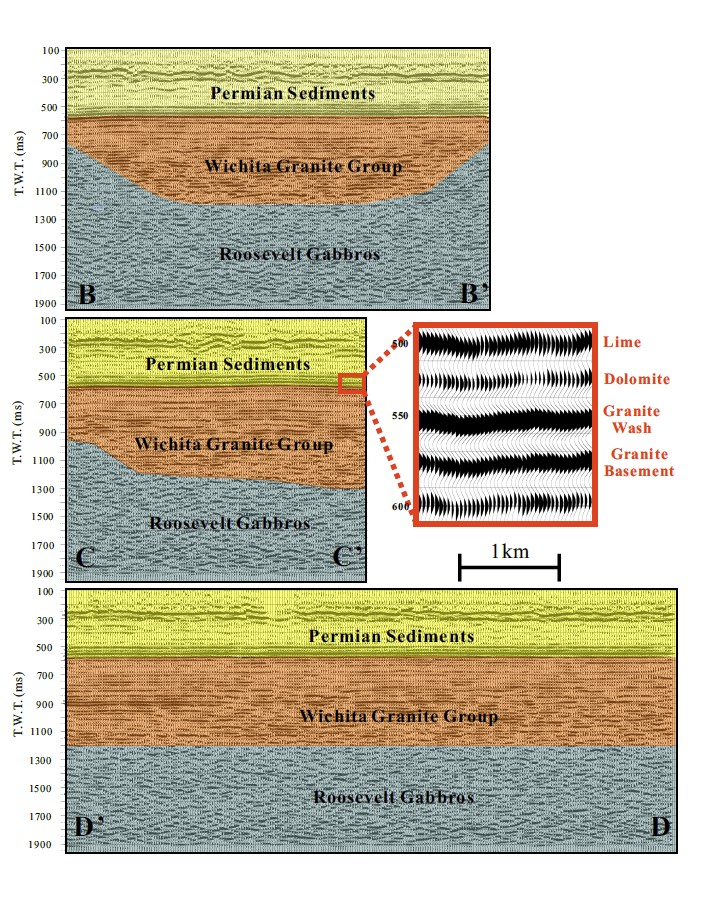 100
300
Permian Sediments
500
700
Wichita Granite Group
900
1100
1300
Roosevelt Gabbros
1500
1700
1900
B
B'
T.W.T. (ms)
100
300
Permian Sediments
500
700
Wichita Granite Group
900
1100
1300
Roosevelt Gabbros
1500
1700
1900
C
C'
T.W.T. (ms)
500
Lime
Dolomite
550
Granite
Wash
Granite
Basement
600
1km
100
300
Permian Sediments
500
700
Wichita Granite Group
900
1100
1300
Roosevelt Gabbros
1500
1700
1900
D'
D
T.W.T. (ms)